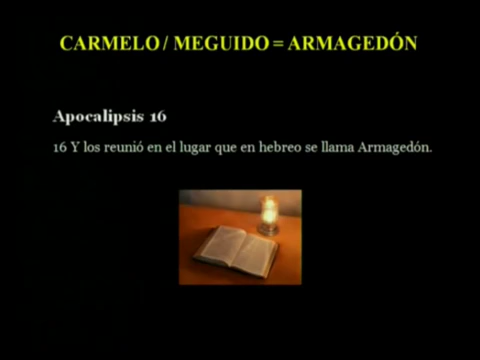 CARMELO / MEGUIDO = ARMAGEDÓN
Apocalipsis 16
16 Y los reunió en el lugar que en hebreo se llama Armagedón.